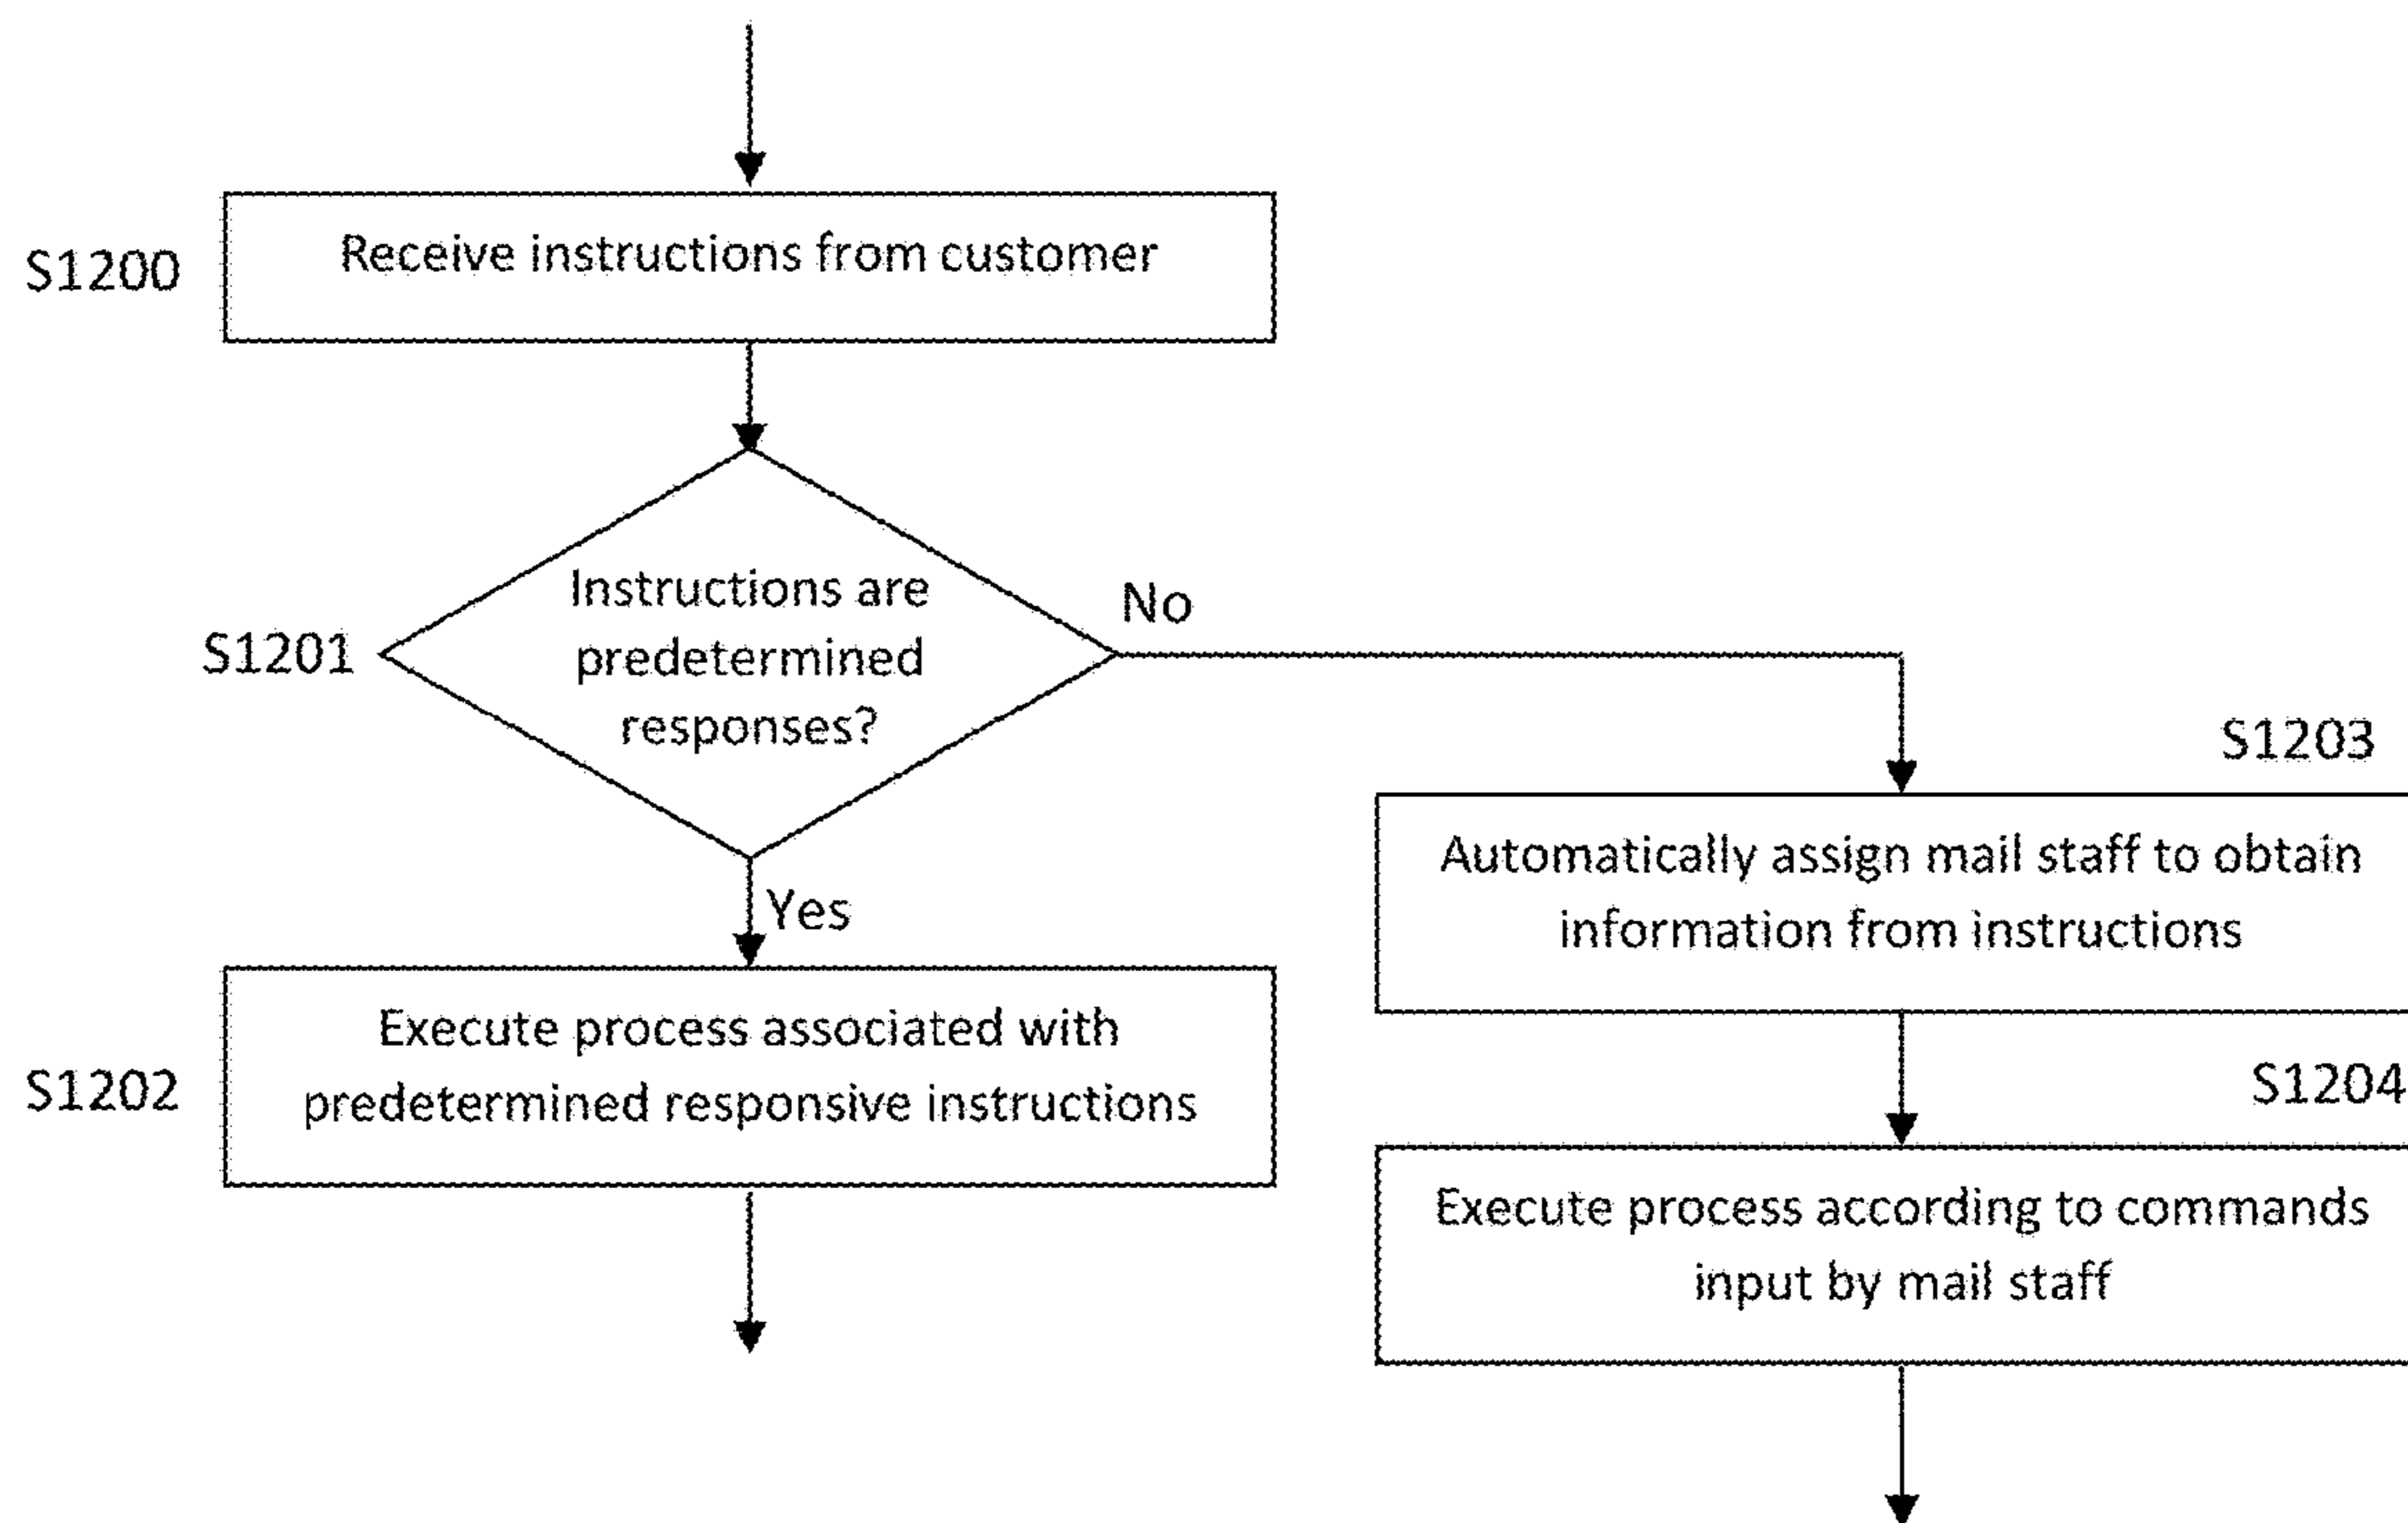 S1200
Receive instructions from customer
S1201
Instructions are
predetermined
responses?
No
Yes
S1202
Execute process associated with
predetermined responsive instructions
S1203
Automatically assign mail staff to obtain
information from instructions
S1204
Execute process according to commands
input by mail staff